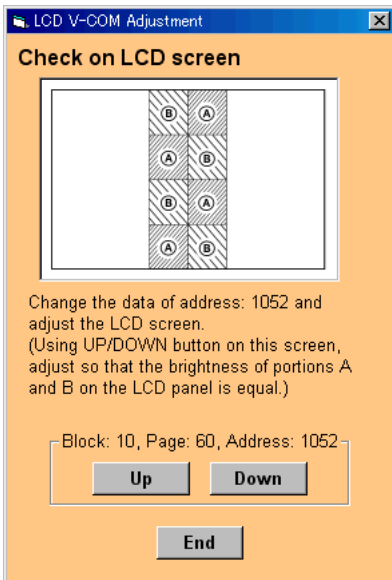 LCD V-COM Adjustment
Check on LCD screen
B A
A B
B A
A B
Change the data of address: 1052 and
adjust the LCD screen.
(Using UP/DOWN button on this screen,
adjust so that the brightness of portions A
and B on the LCD panel is equal.)
Block: 10, Page: 60, Address: 1052
Up Down
End